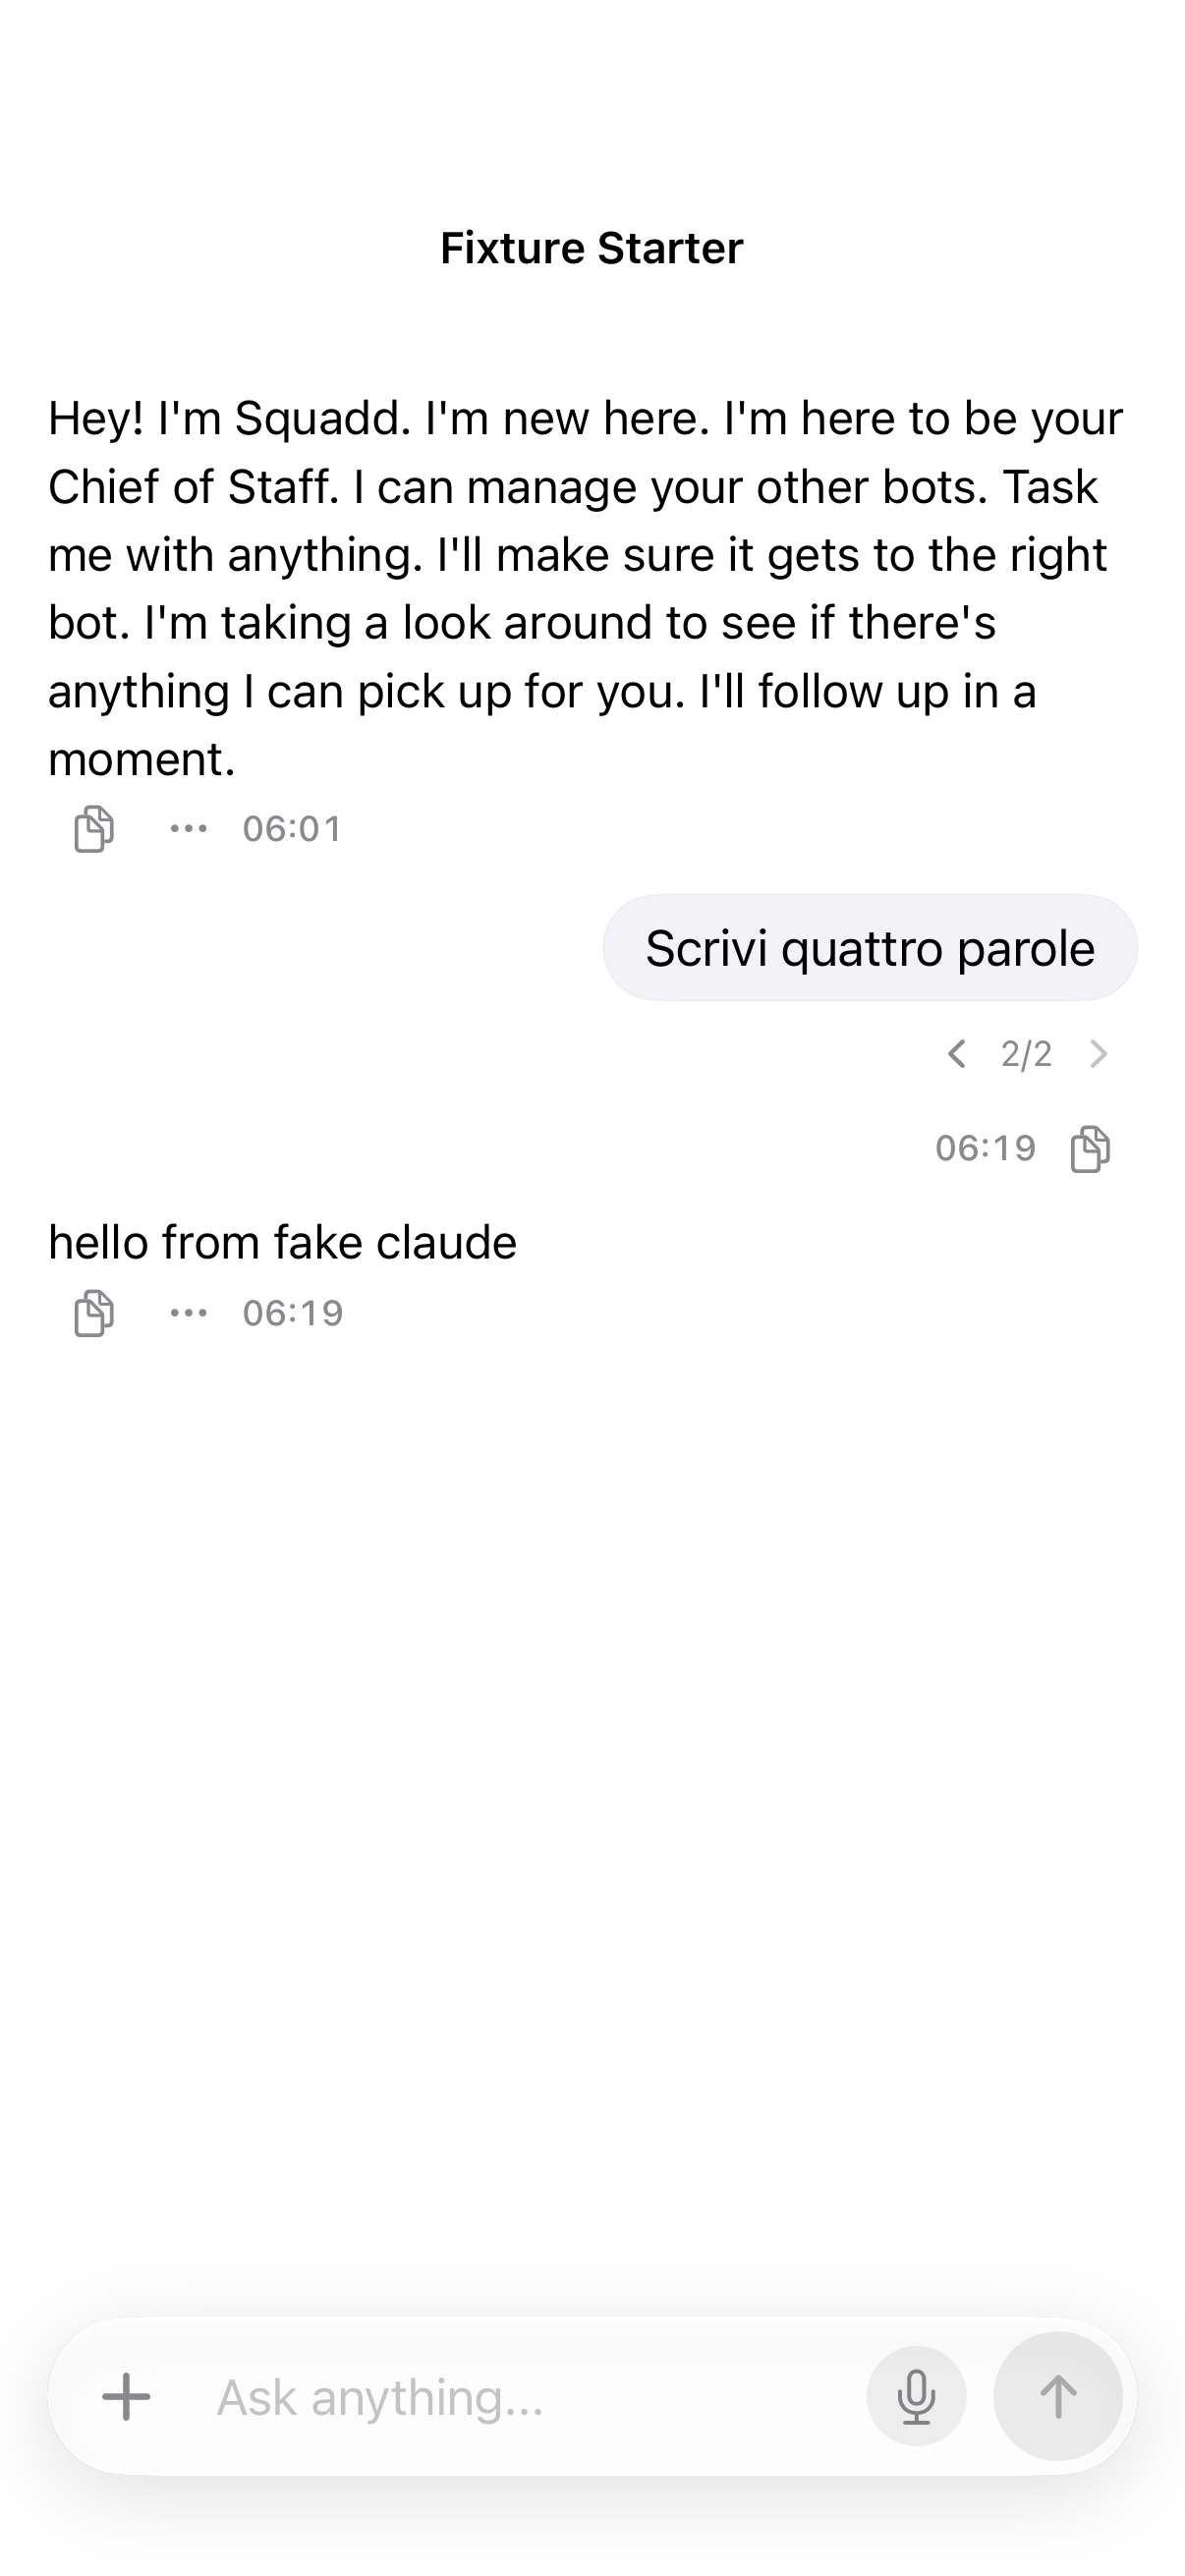 Fixture Starter
Hey! I'm Squadd. I'm new here. I'm here to be your
Chief of Staff. I can manage your other bots. Task
me with anything. I'll make sure it gets to the right
bot. I'm taking a look around to see if there's
anything I can pick up for you. I'll follow up in a
moment.
06:01
Scrivi quattro parole
2/2
06:19
hello from fake claude
06:19
Ask anything...